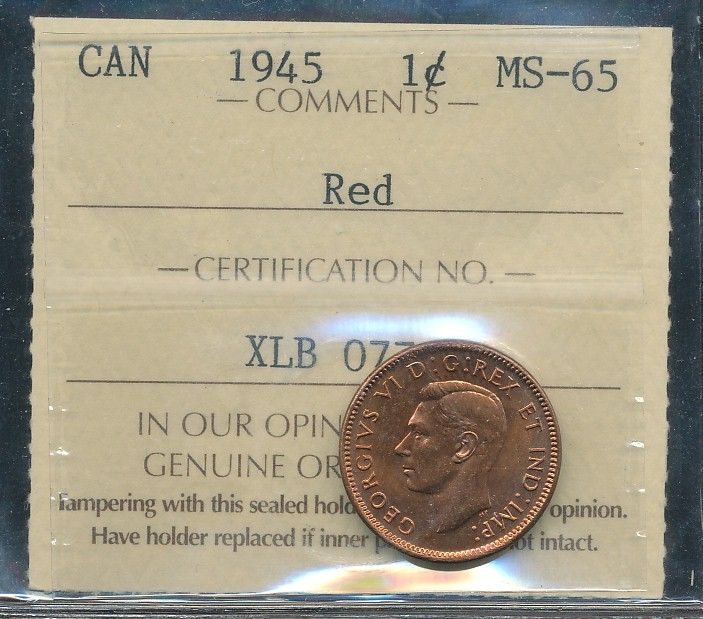 CAN 1945 1¢ MS-65
— COMMENTS —
Red
— CERTIFICATION NO. —
XLB 07
IN OUR OPIN
GENUINE OR
Tampering with this sealed hol opinion.
Have holder replaced if inner ot intact.
GEORGIVS VI D:G:REX ET IND:IMP: